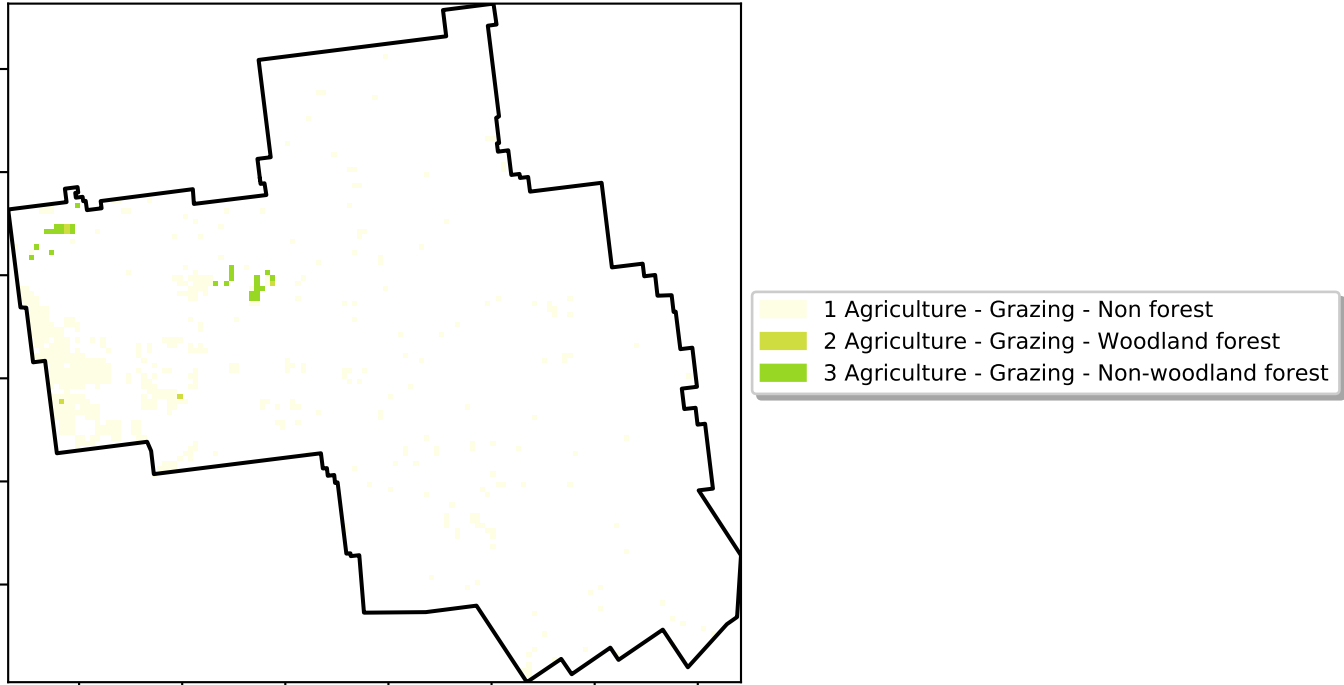 1 Agriculture - Grazing - Non forest
2 Agriculture - Grazing - Woodland forest
3 Agriculture - Grazing - Non-woodland forest